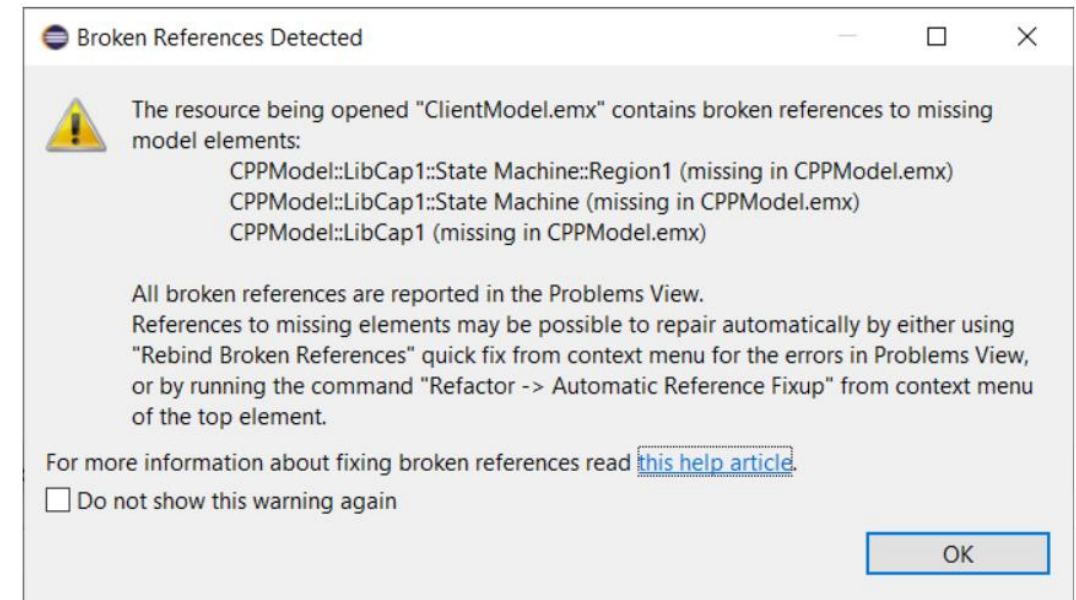 Broken References Detected
The resource being opened "ClientModel.emx" contains broken references to missing
model elements:
CPPModel::LibCap1::State Machine::Region1 (missing in CPPModel.emx)
CPPModel::LibCap1::State Machine (missing in CPPModel.emx)
CPPModel::LibCap1 (missing in CPPModel.emx)
All broken references are reported in the Problems View.
References to missing elements may be possible to repair automatically by either using
"Rebind Broken References" quick fix from context menu for the errors in Problems View,
or by running the command "Refactor -> Automatic Reference Fixup" from context menu
of the top element.
For more information about fixing broken references read this help article.
Do not show this warning again
OK